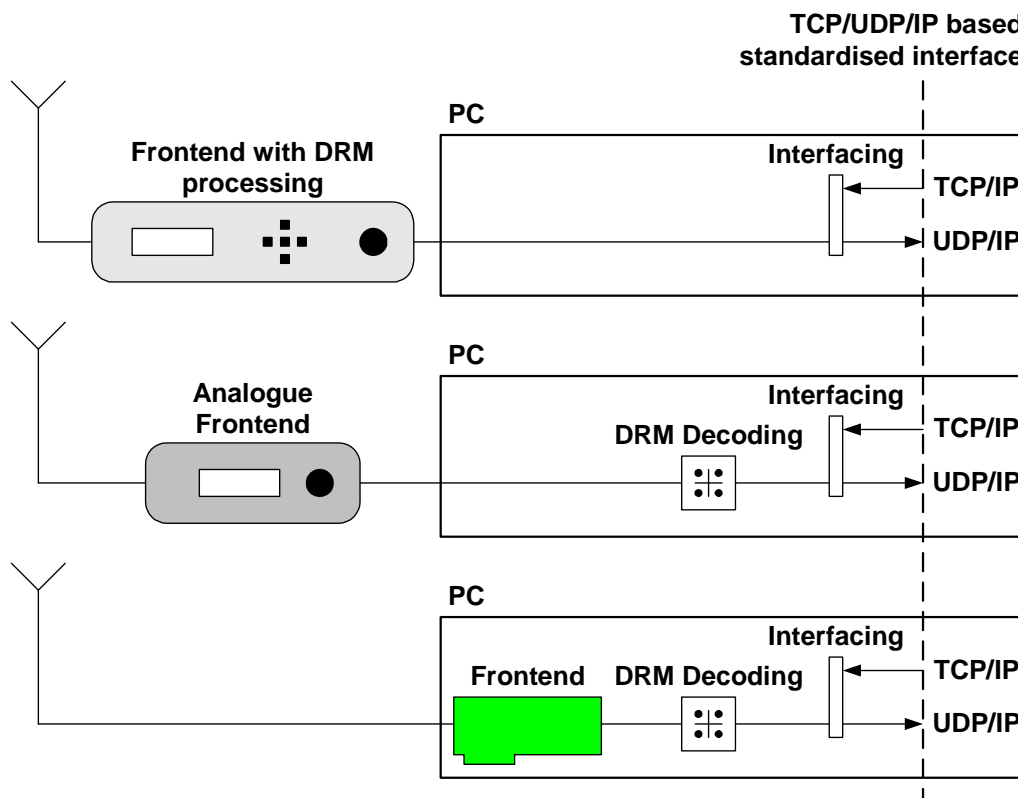 TCP/UDP/IP based
standardised interface
PC
Frontend with DRM
processing
Interfacing
TCP/IP
UDP/IP
PC
Analogue
Frontend
Interfacing
DRM Decoding
TCP/IP
UDP/IP
PC
Interfacing
Frontend
DRM Decoding
TCP/IP
UDP/IP